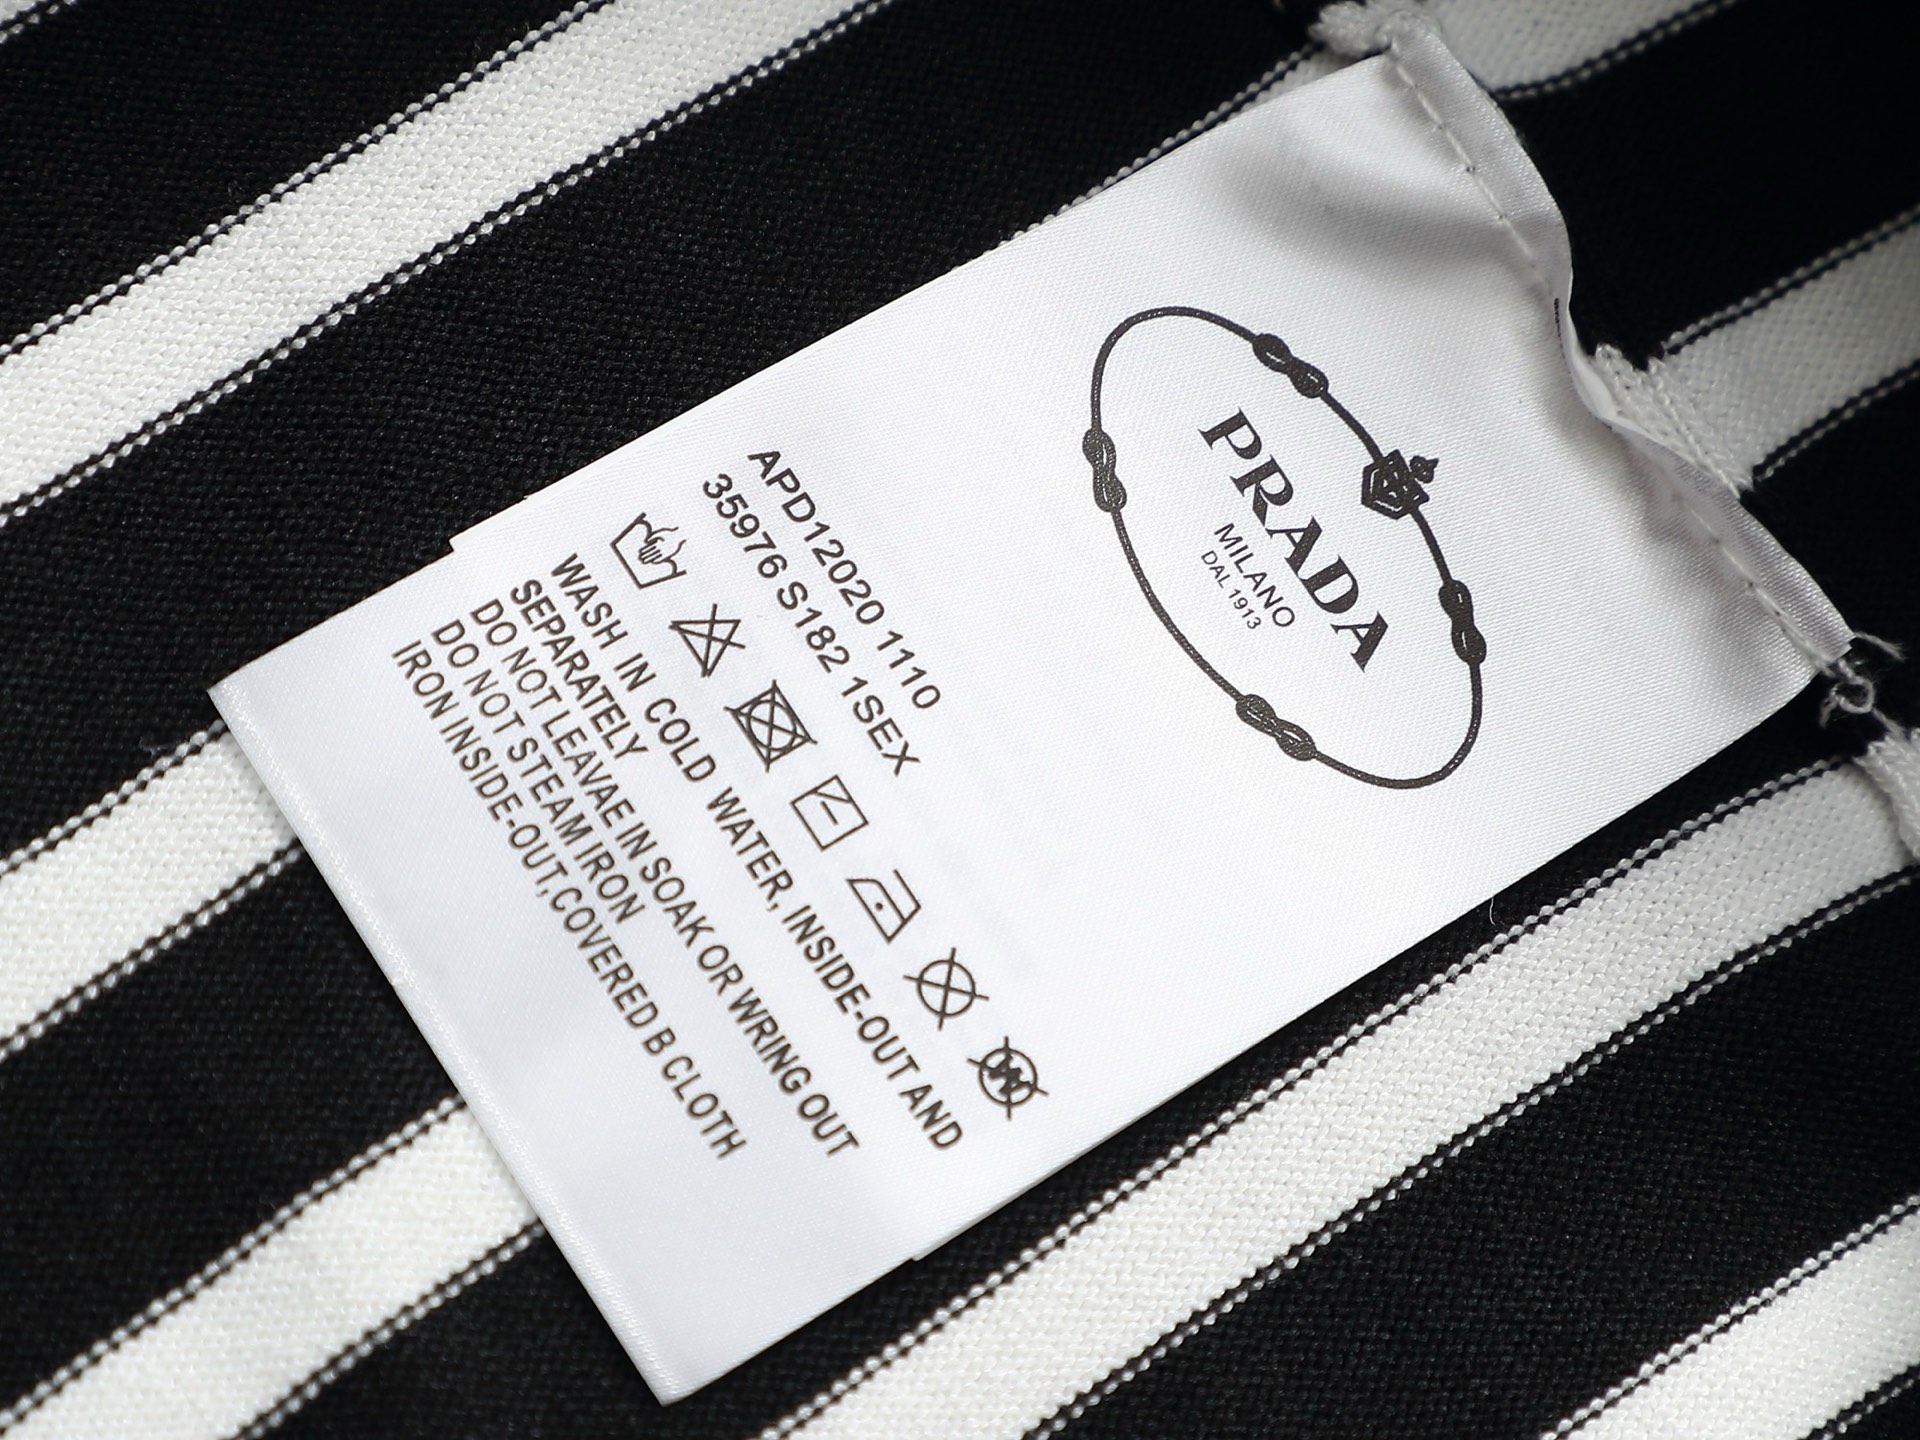 PRADA
MILANO
DAL 1913
APD12020 1110
35976 S182 1SEX
WASH IN COLD WATER, INSIDE-OUT AND
SEPARATELY
DO NOT LEAVAE IN SOAK OR WRING OUT
DO NOT STEAM IRON
IRON INSIDE-OUT,COVERED B CLOTH